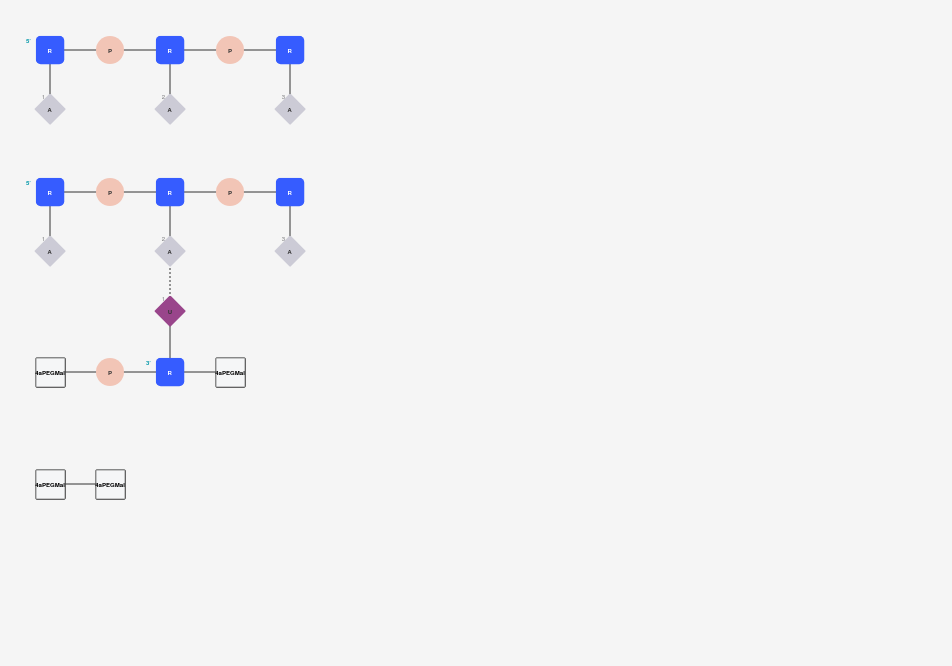 5'
R P R P R
1 2 3
A A A
5'
R P R P R
1 2 3
A A A
1
U
3'
4aPEGMal P R 4aPEGMal
4aPEGMal 4aPEGMal